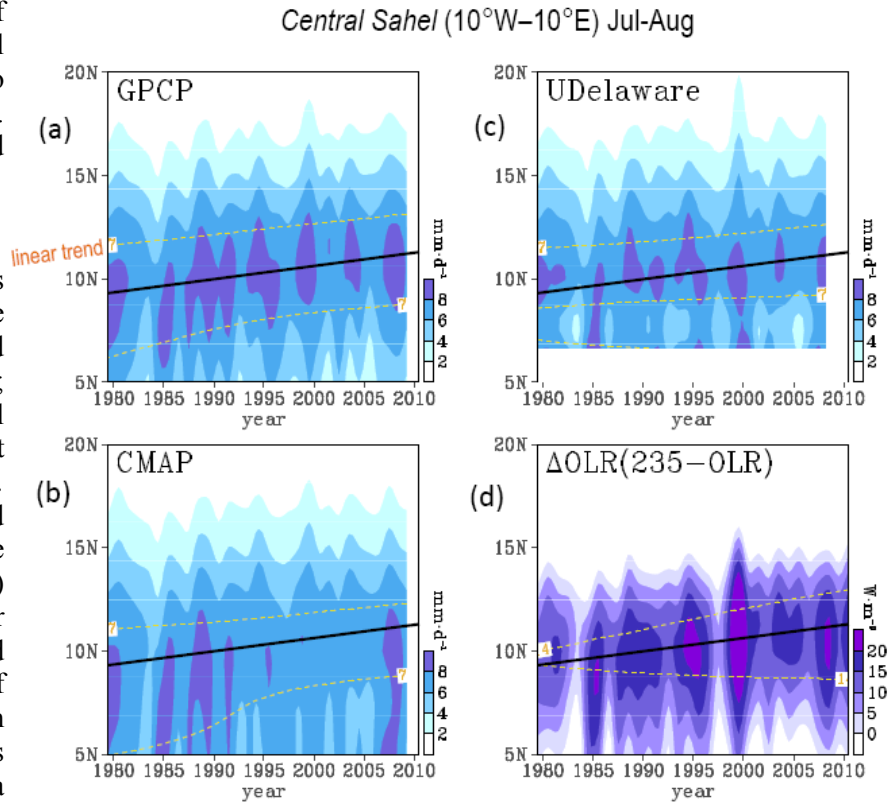 Central Sahel (10°W–10°E) Jul-Aug
(a)
GPCP
20N
15N
10N
5N
linear trend
7
7
1980 1985 1990 1995 2000 2005 2010
year
mm·d⁻¹
8
6
4
2
(c)
UDelaware
20N
15N
10N
5N
7
7
1980 1985 1990 1995 2000 2005 2010
year
mm·d⁻¹
8
6
4
2
(b)
CMAP
20N
15N
10N
5N
7
7
1980 1985 1990 1995 2000 2005 2010
year
mm·d⁻¹
8
6
4
2
(d)
ΔOLR(235−OLR)
20N
15N
10N
5N
4
1980 1985 1990 1995 2000 2005 2010
year
20
15
10
5
0